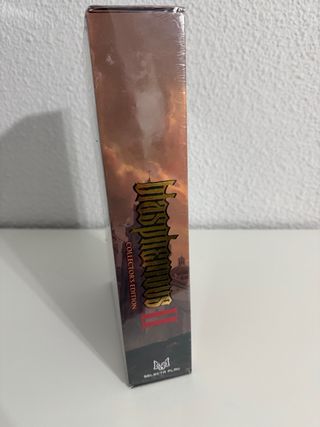 Blasphemous
II
COLLECTOR'S EDITION
SELECTA PLAY